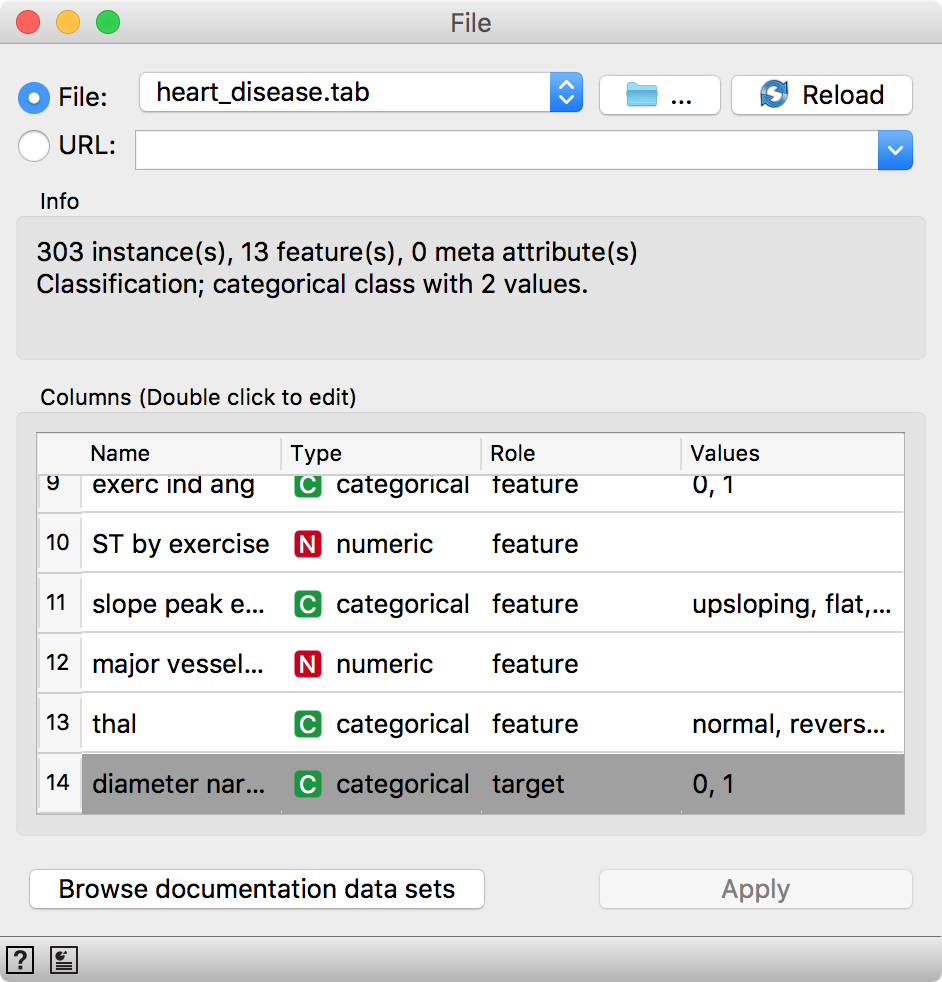 File
File: heart_disease.tab ... Reload
URL:
Info
303 instance(s), 13 feature(s), 0 meta attribute(s)
Classification; categorical class with 2 values.
Columns (Double click to edit)
Name Type Role Values
9 exerc ind ang C categorical feature 0, 1
10 ST by exercise N numeric feature
11 slope peak e... C categorical feature upsloping, flat,...
12 major vessel... N numeric feature
13 thal C categorical feature normal, revers...
14 diameter nar... C categorical target 0, 1
Browse documentation data sets Apply
?